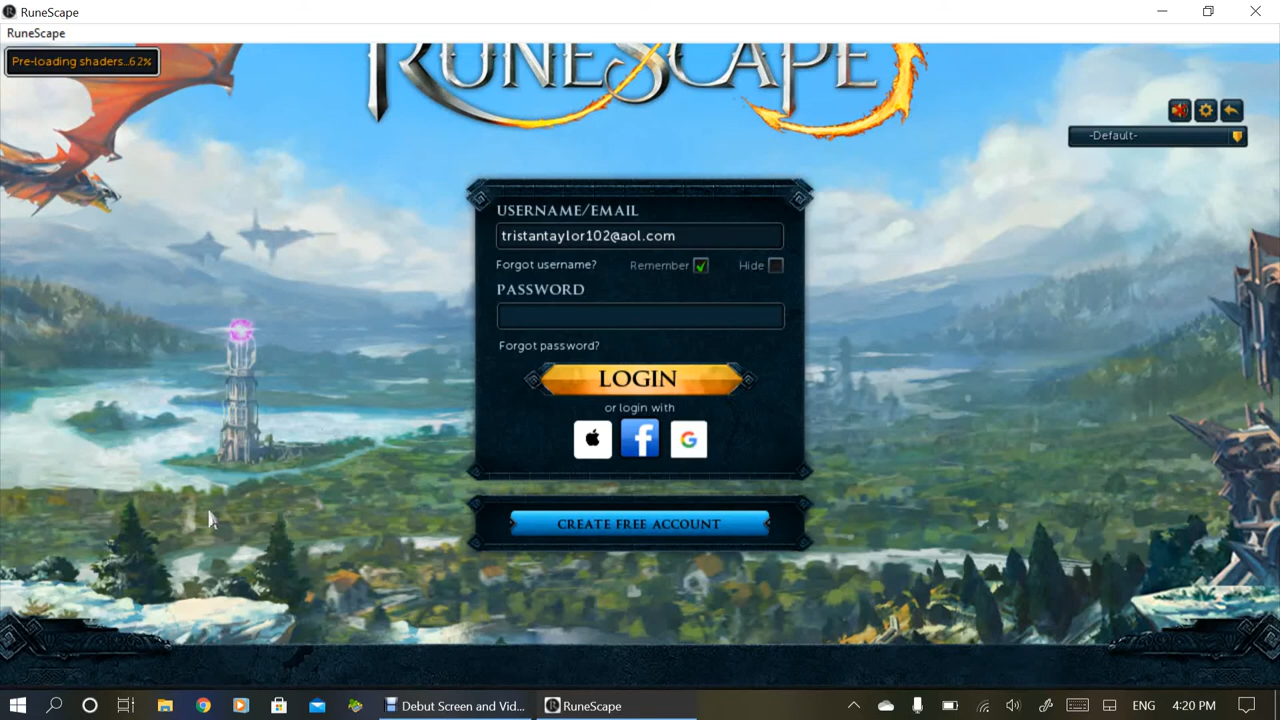 RuneScape
RuneScape
Pre-loading shaders...62%
RUNESCAPE
-Default-
USERNAME/EMAIL
tristantaylor102@aol.com
Forgot username? Remember Hide
PASSWORD
Forgot password?
LOGIN
or login with
CREATE FREE ACCOUNT
Debut Screen and Vid... RuneScape ENG 4:20 PM